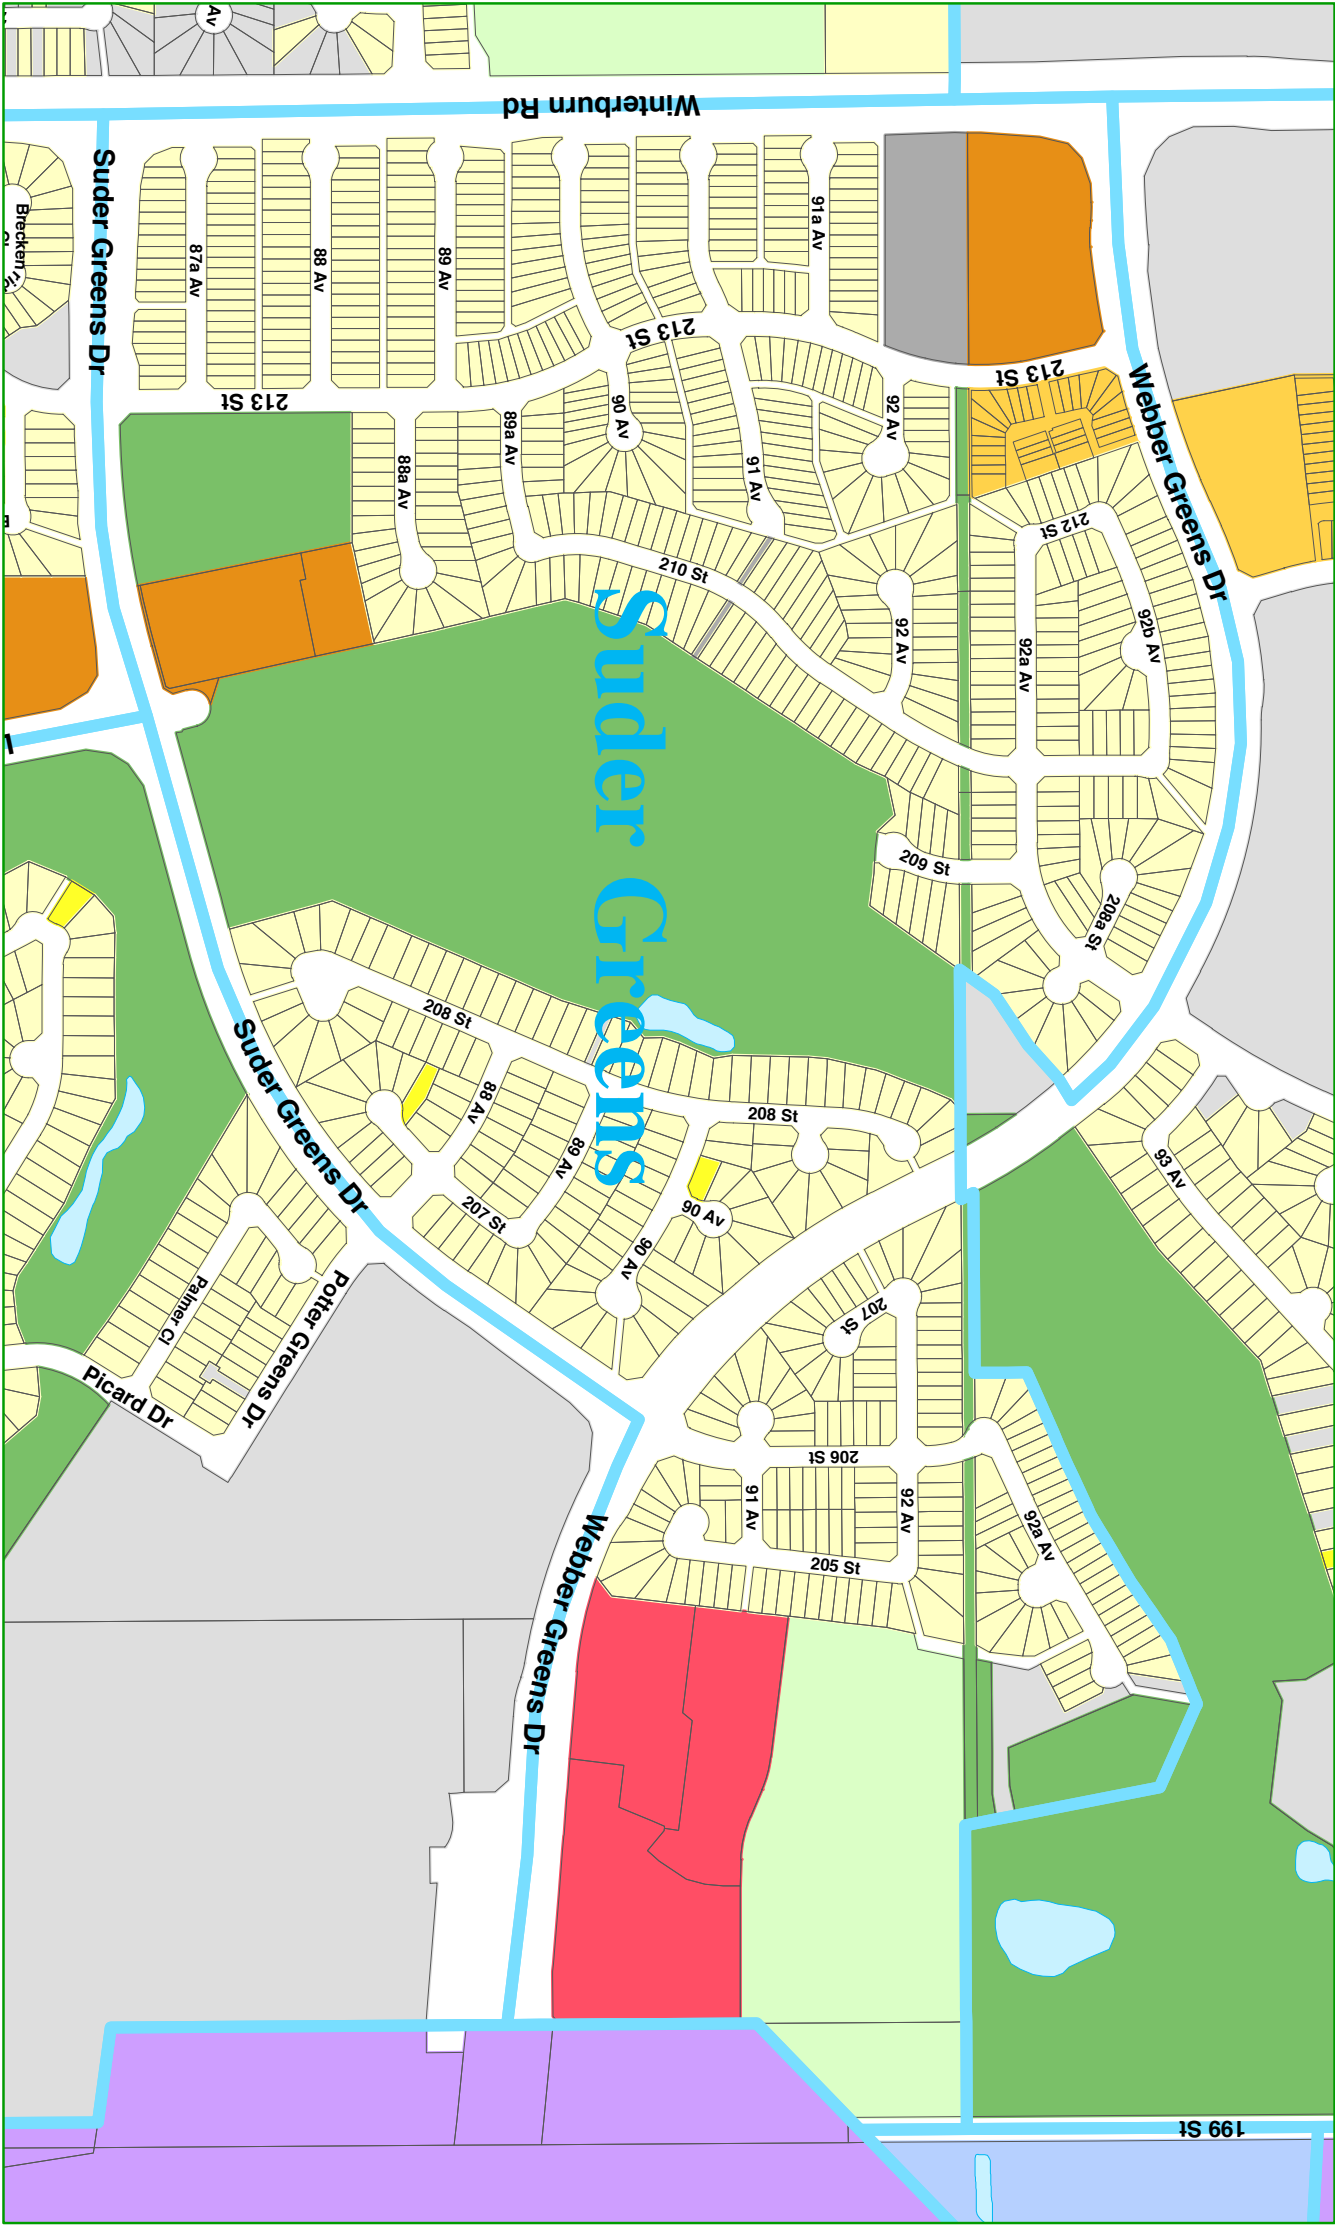 Av
Winterburn Rd
Suder Greens Dr
Brecken
87a Av
88 Av
89 Av
91a Av
213 St
213 St
213 St
Webber Greens Dr
88a Av
89a Av
90 Av
91 Av
92 Av
212 St
210 St
92 Av
92a Av
92b Av
Suder Greens
209 St
208a St
208 St
88 Av
89 Av
208 St
Suder Greens Dr
207 St
90 Av
90 Av
93 Av
Palmer Cl
Potter Greens Dr
Picard Dr
207 St
206 St
91 Av
92 Av
92a Av
205 St
Webber Greens Dr
199 St